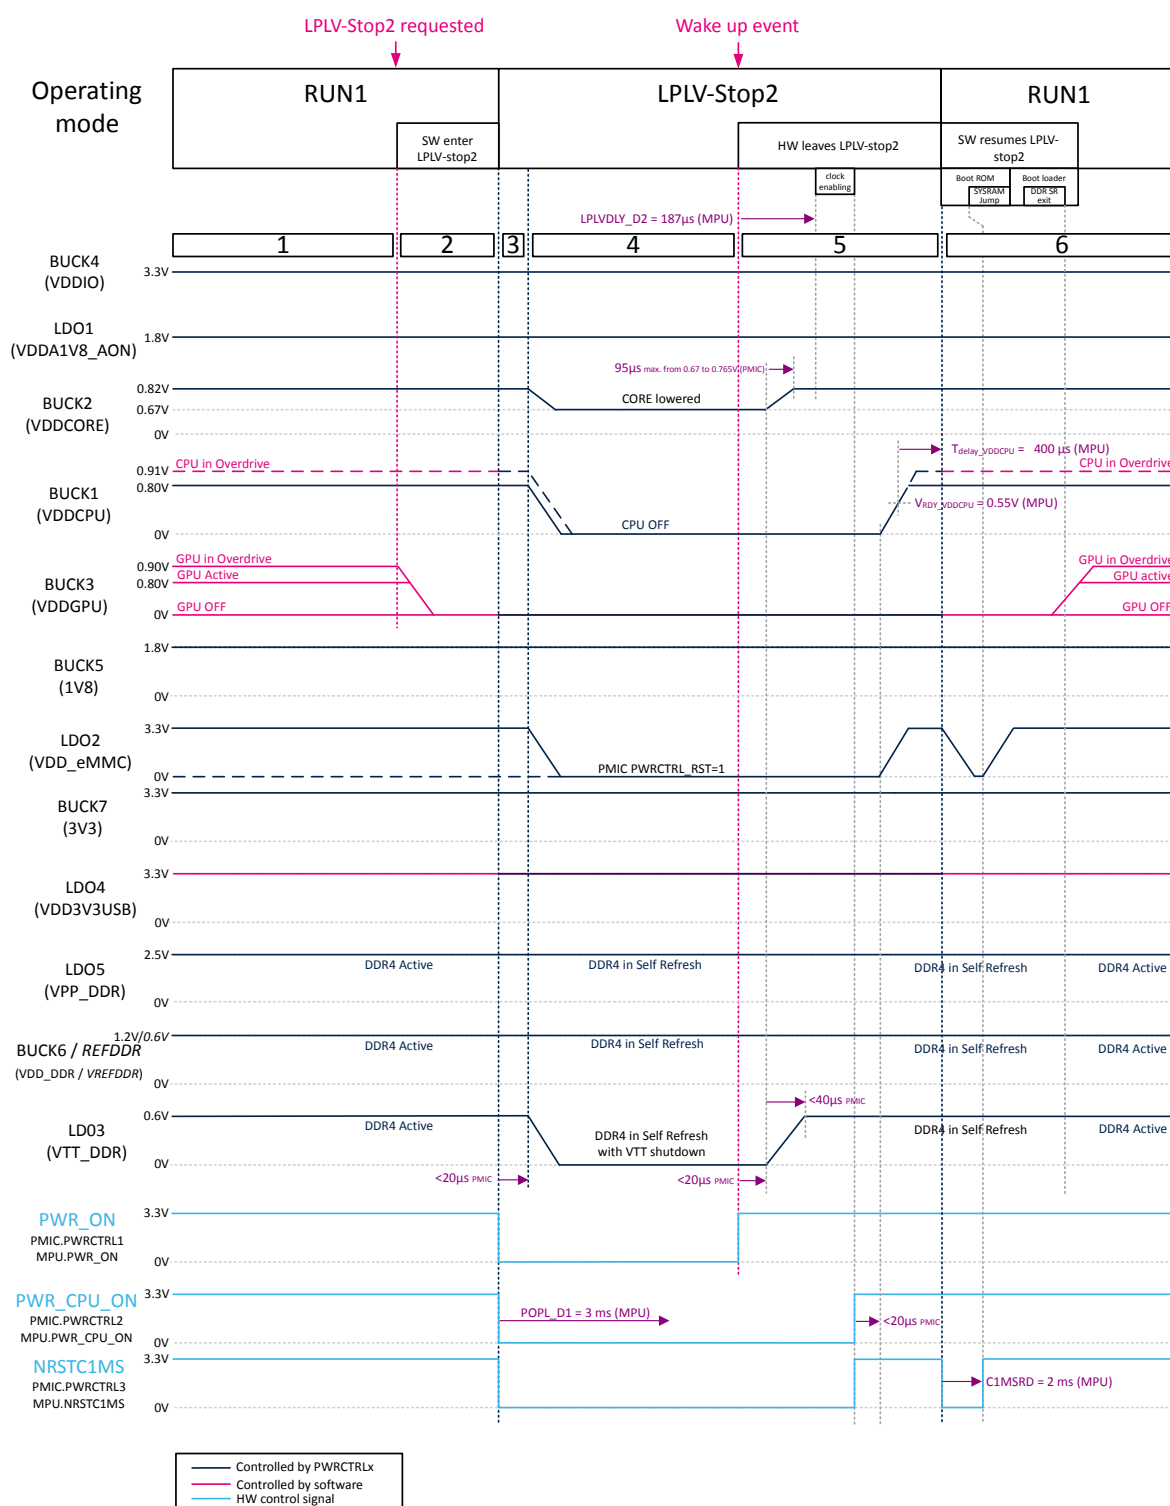 LPLV-Stop2 requested
Wake up event
Operating
mode
RUN1
LPLV-Stop2
RUN1
SW enter
LPLV-stop2
HW leaves LPLV-stop2
SW resumes LPLV-
stop2
clock
enabling
Boot ROM
Boot loader
SYSRAM
Jump
DDR SR
exit
LPLVDLY_D2 = 187µs (MPU)
1
2
3
4
5
6
BUCK4
(VDDIO)
3.3V
LDO1
(VDDA1V8_AON)
1.8V
95µs max. from 0.67 to 0.765V (PMIC)
BUCK2
(VDDCORE)
0.82V
0.67V
0V
CORE lowered
Tdelay_VDDCPU = 400 µs (MPU)
BUCK1
(VDDCPU)
0.91V
0.80V
0V
CPU in Overdrive
CPU in Overdrive
VRDY_VDDCPU = 0.55V (MPU)
CPU OFF
BUCK3
(VDDGPU)
0.90V
0.80V
0V
GPU in Overdrive
GPU Active
GPU OFF
GPU in Overdrive
GPU active
GPU OFF
BUCK5
(1V8)
1.8V
0V
LDO2
(VDD_eMMC)
3.3V
0V
PMIC PWRCTRL_RST=1
BUCK7
(3V3)
3.3V
0V
LDO4
(VDD3V3USB)
3.3V
0V
LDO5
(VPP_DDR)
2.5V
0V
DDR4 Active
DDR4 in Self Refresh
DDR4 in Self Refresh
DDR4 Active
BUCK6 / REFDDR
(VDD_DDR / VREFDDR)
1.2V/0.6V
0V
DDR4 Active
DDR4 in Self Refresh
DDR4 in Self Refresh
DDR4 Active
<40µs PMIC
LD03
(VTT_DDR)
0.6V
0V
DDR4 Active
DDR4 in Self Refresh
with VTT shutdown
DDR4 in Self Refresh
DDR4 Active
<20µs PMIC
<20µs PMIC
PWR_ON
PMIC.PWRCTRL1
MPU.PWR_ON
3.3V
0V
PWR_CPU_ON
PMIC.PWRCTRL2
MPU.PWR_CPU_ON
3.3V
0V
POPL_D1 = 3 ms (MPU)
<20µs PMIC
NRSTC1MS
PMIC.PWRCTRL3
MPU.NRSTC1MS
3.3V
0V
C1MSRD = 2 ms (MPU)
Controlled by PWRCTRLx
Controlled by software
HW control signal